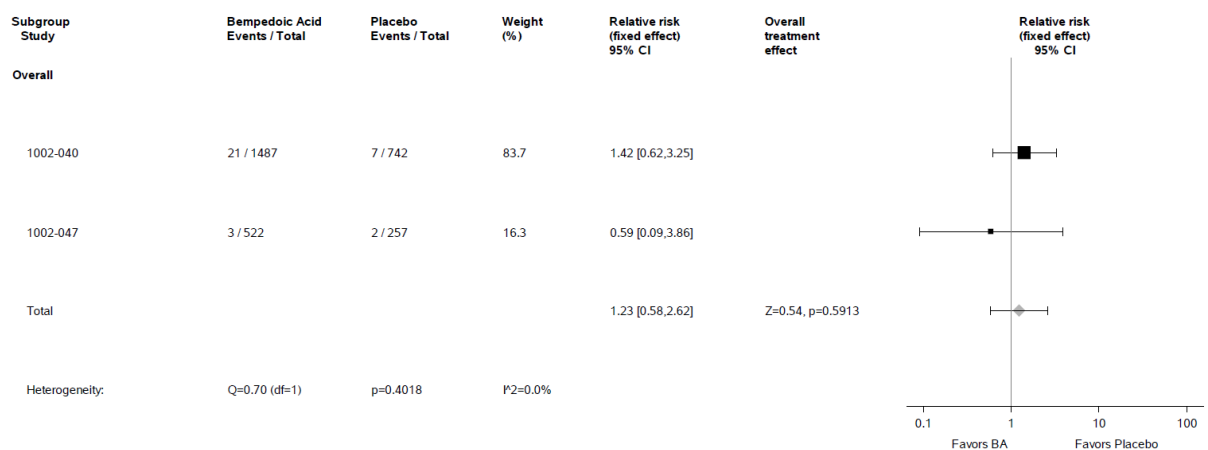 Subgroup Bempedoic Acid Placebo Weight Relative risk Overall Relative risk
Study Events / Total Events / Total (%) (fixed effect) treatment (fixed effect)
95% CI effect 95% CI
Overall
1002-040 21 / 1487 7 / 742 83.7 1.42 [0.62,3.25]
1002-047 3 / 522 2 / 257 16.3 0.59 [0.09,3.86]
Total 1.23 [0.58,2.62] Z=0.54, p=0.5913
Heterogeneity: Q=0.70 (df=1) p=0.4018 I^2=0.0%
0.1 1 10 100
Favors BA Favors Placebo